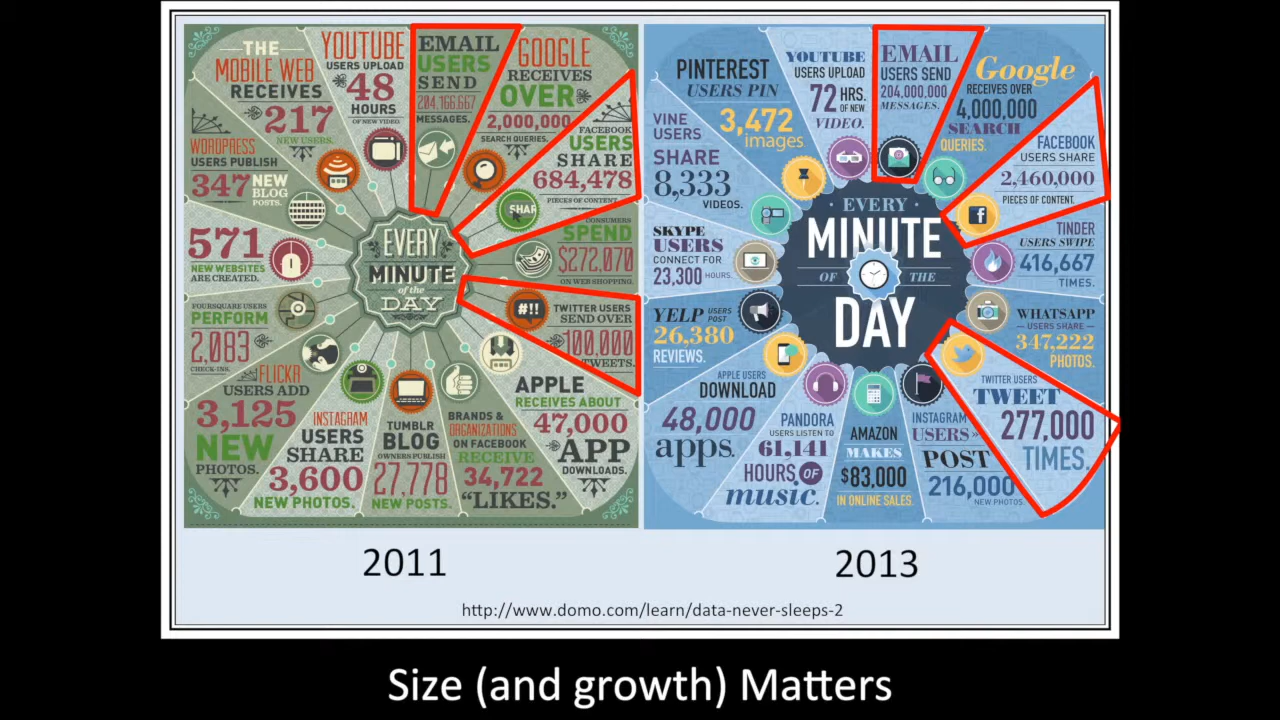 THE
MOBILE WEB
RECEIVES
217
NEW USERS.
YOUTUBE
USERS UPLOAD
48
HOURS
OF NEW VIDEO.
EMAIL
USERS
SEND
204,166,667
MESSAGES.
GOOGLE
RECEIVES
OVER
2,000,000
SEARCH QUERIES.
FACEBOOK
USERS
SHARE
684,478
PIECES OF CONTENT.
SHAR
CONSUMERS
SPEND
$272,070
ON WEB SHOPPING.
#!!
TWITTER USERS
SEND OVER
100,000
TWEETS.
APPLE
RECEIVES ABOUT
47,000
APP
DOWNLOADS.
BRANDS &
ORGANIZATIONS
ON FACEBOOK
RECEIVE
34,722
“LIKES.”
TUMBLR
BLOG
OWNERS PUBLISH
27,778
NEW POSTS.
INSTAGRAM
USERS
SHARE
3,600
NEW PHOTOS.
FLICKR
USERS ADD
3,125
NEW
PHOTOS.
FOURSQUARE USERS
PERFORM
2,083
CHECK-INS.
571
NEW WEBSITES
ARE CREATED.
WORDPRESS
USERS PUBLISH
347 NEW
BLOG
POSTS.
EVERY
MINUTE
of the
DAY
PINTEREST
USERS PIN
3,472
images.
YOUTUBE
USERS UPLOAD
72 HRS.
OF NEW
VIDEO.
EMAIL
USERS SEND
204,000,000
MESSAGES.
Google
RECEIVES OVER
4,000,000
SEARCH
QUERIES.
FACEBOOK
USERS SHARE
2,460,000
PIECES OF CONTENT.
f
TINDER
USERS SWIPE
416,667
TIMES.
WHATSAPP
USERS SHARE
347,222
PHOTOS.
TWITTER USERS
TWEET
277,000
TIMES.
INSTAGRAM
USERS
POST
216,000
NEW PHOTOS.
AMAZON
MAKES
$83,000
IN ONLINE SALES.
PANDORA
USERS LISTEN TO
61,141
HOURS OF
music.
APPLE USERS
DOWNLOAD
48,000
apps.
YELP USERS
POST
26,380
REVIEWS.
SKYPE
USERS
CONNECT FOR
23,300 HOURS.
VINE
USERS
SHARE
8,333
VIDEOS.
EVERY
MINUTE
OF THE
DAY
2011
2013
http://www.domo.com/learn/data-never-sleeps-2
Size (and growth) Matters